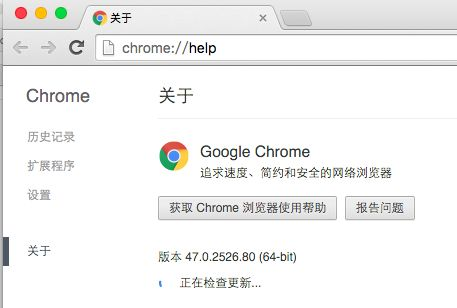 关于
chrome://help
Chrome
关于
历史记录
扩展程序
设置
关于
Google Chrome
追求速度、简约和安全的网络浏览器
获取 Chrome 浏览器使用帮助
报告问题
版本 47.0.2526.80 (64-bit)
正在检查更新...